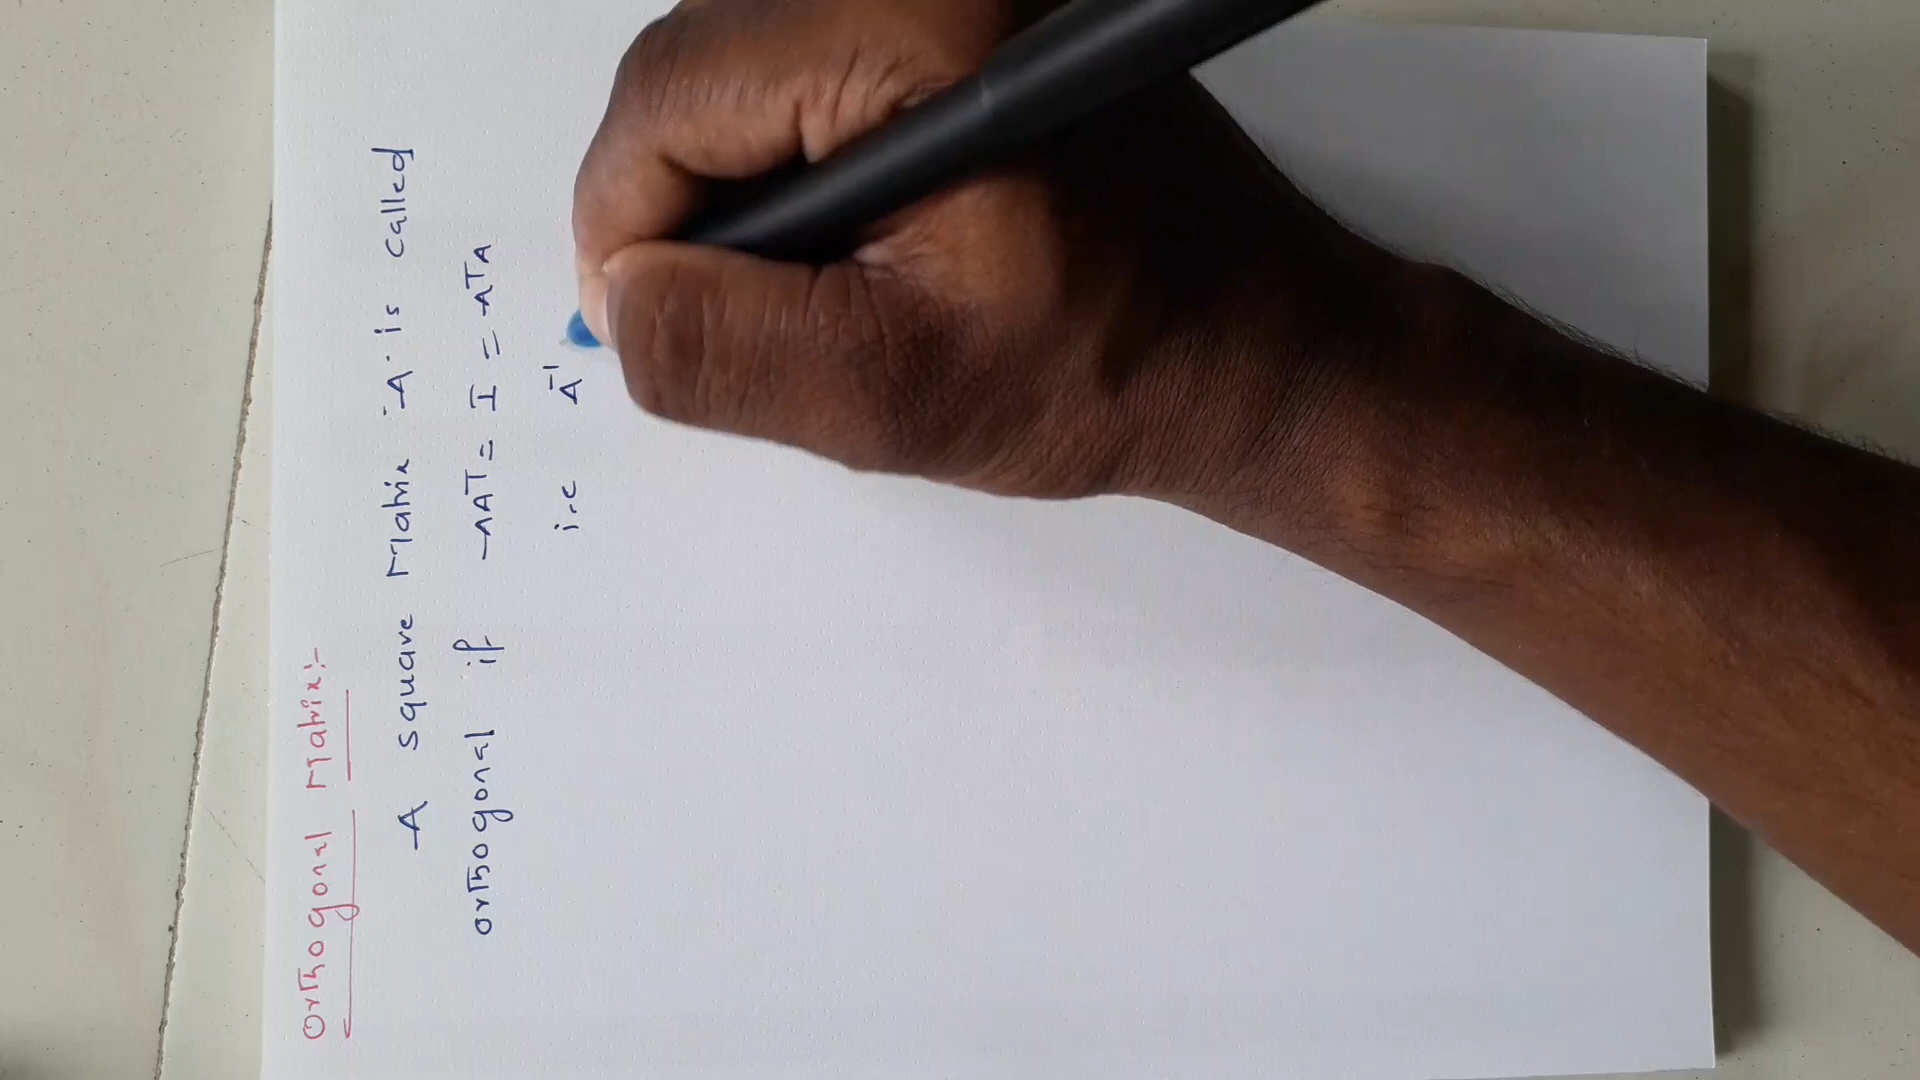 Orthogonal Matrix:-
A square Matrix 'A' is called
orthogonal if AAᵀ = I = AᵀA
i.e A⁻¹